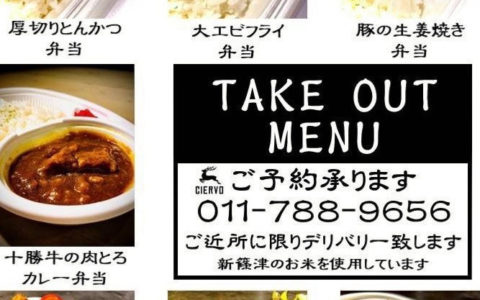 厚切りとんかつ
弁当
大エビフライ
弁当
豚の生姜焼き
弁当
TAKE OUT
MENU
CIERVO
ご予約承ります
011-788-9656
ご近所に限りデリバリー致します
新篠津のお米を使用しています
十勝牛の肉とろ
カレー弁当